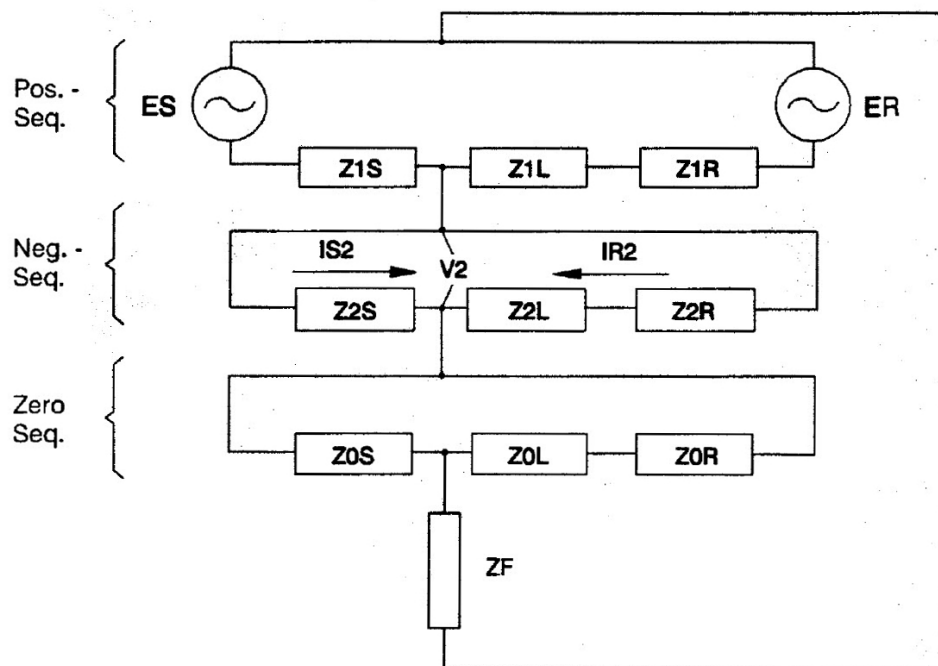 Pos. -
Seq.
ES
ER
Z1S
Z1L
Z1R
Neg. -
Seq.
IS2
V2
IR2
Z2S
Z2L
Z2R
Zero
Seq.
Z0S
Z0L
Z0R
ZF